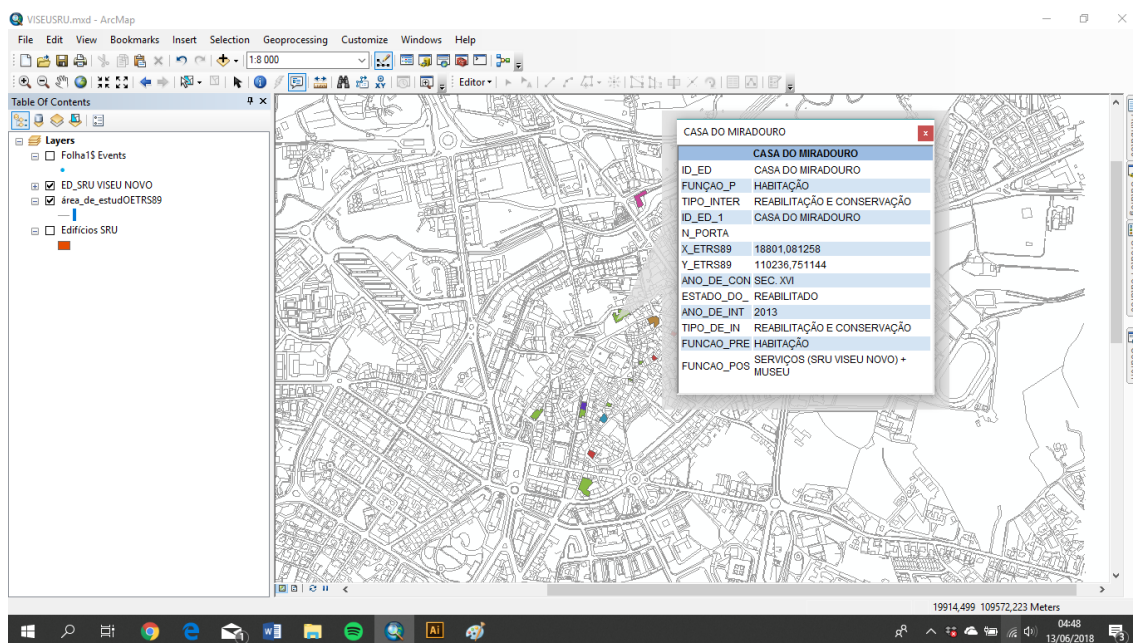 VISEUSRU.mxd - ArcMap
File Edit View Bookmarks Insert Selection Geoprocessing Customize Windows Help
1:8 000
Editor
Table Of Contents
Layers
Folha1$ Events
ED_SRU VISEU NOVO
área_de_estudOETRS89
Edifícios SRU
CASA DO MIRADOURO
CASA DO MIRADOURO
ID_ED CASA DO MIRADOURO
FUNÇAO_P HABITAÇÃO
TIPO_INTER REABILITAÇÃO E CONSERVAÇÃO
ID_ED_1 CASA DO MIRADOURO
N_PORTA
X_ETRS89 18801,081258
Y_ETRS89 110236,751144
ANO_DE_CON SEC. XVI
ESTADO_DO_ REABILITADO
ANO_DE_INT 2013
TIPO_DE_IN REABILITAÇÃO E CONSERVAÇÃO
FUNCAO_PRE HABITAÇÃO
FUNCAO_POS SERVIÇOS (SRU VISEU NOVO) +
MUSEU
19914,499 109572,223 Meters
04:48
13/06/2018